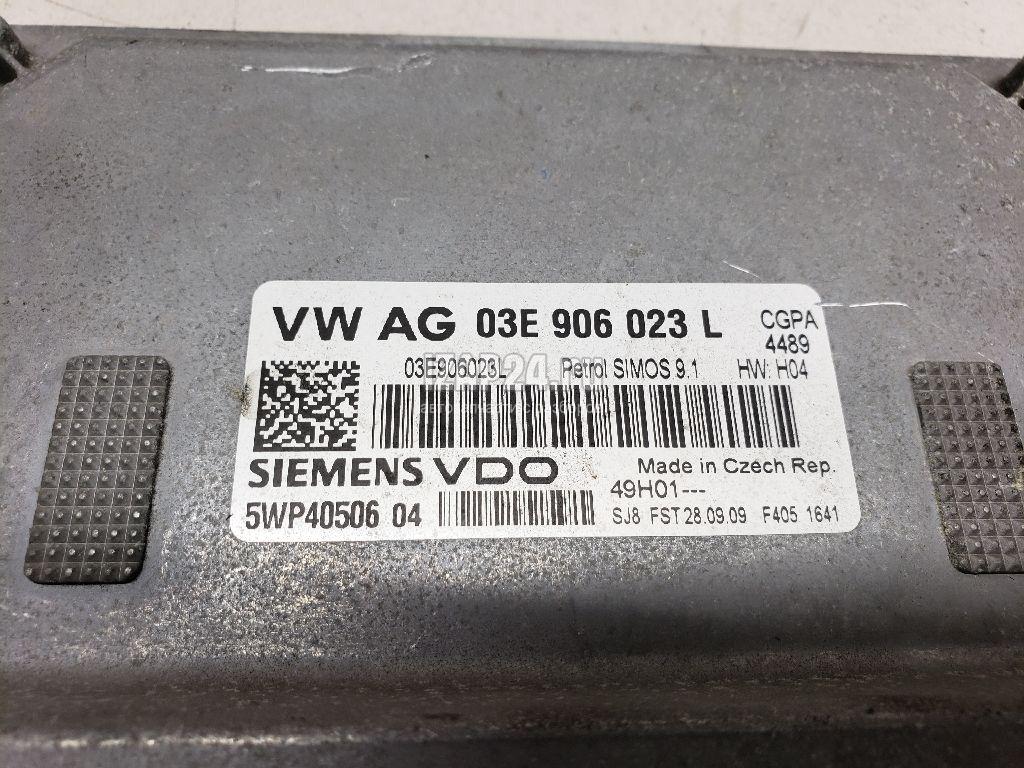 VW AG 03E 906 023 L CGPA
4489
03E906023L Petrol SIMOS 9.1 HW: H04
SIEMENS VDO Made in Czech Rep.
49H01---
5WP40506 04 SJ8 FST 28.09.09 F405 1641